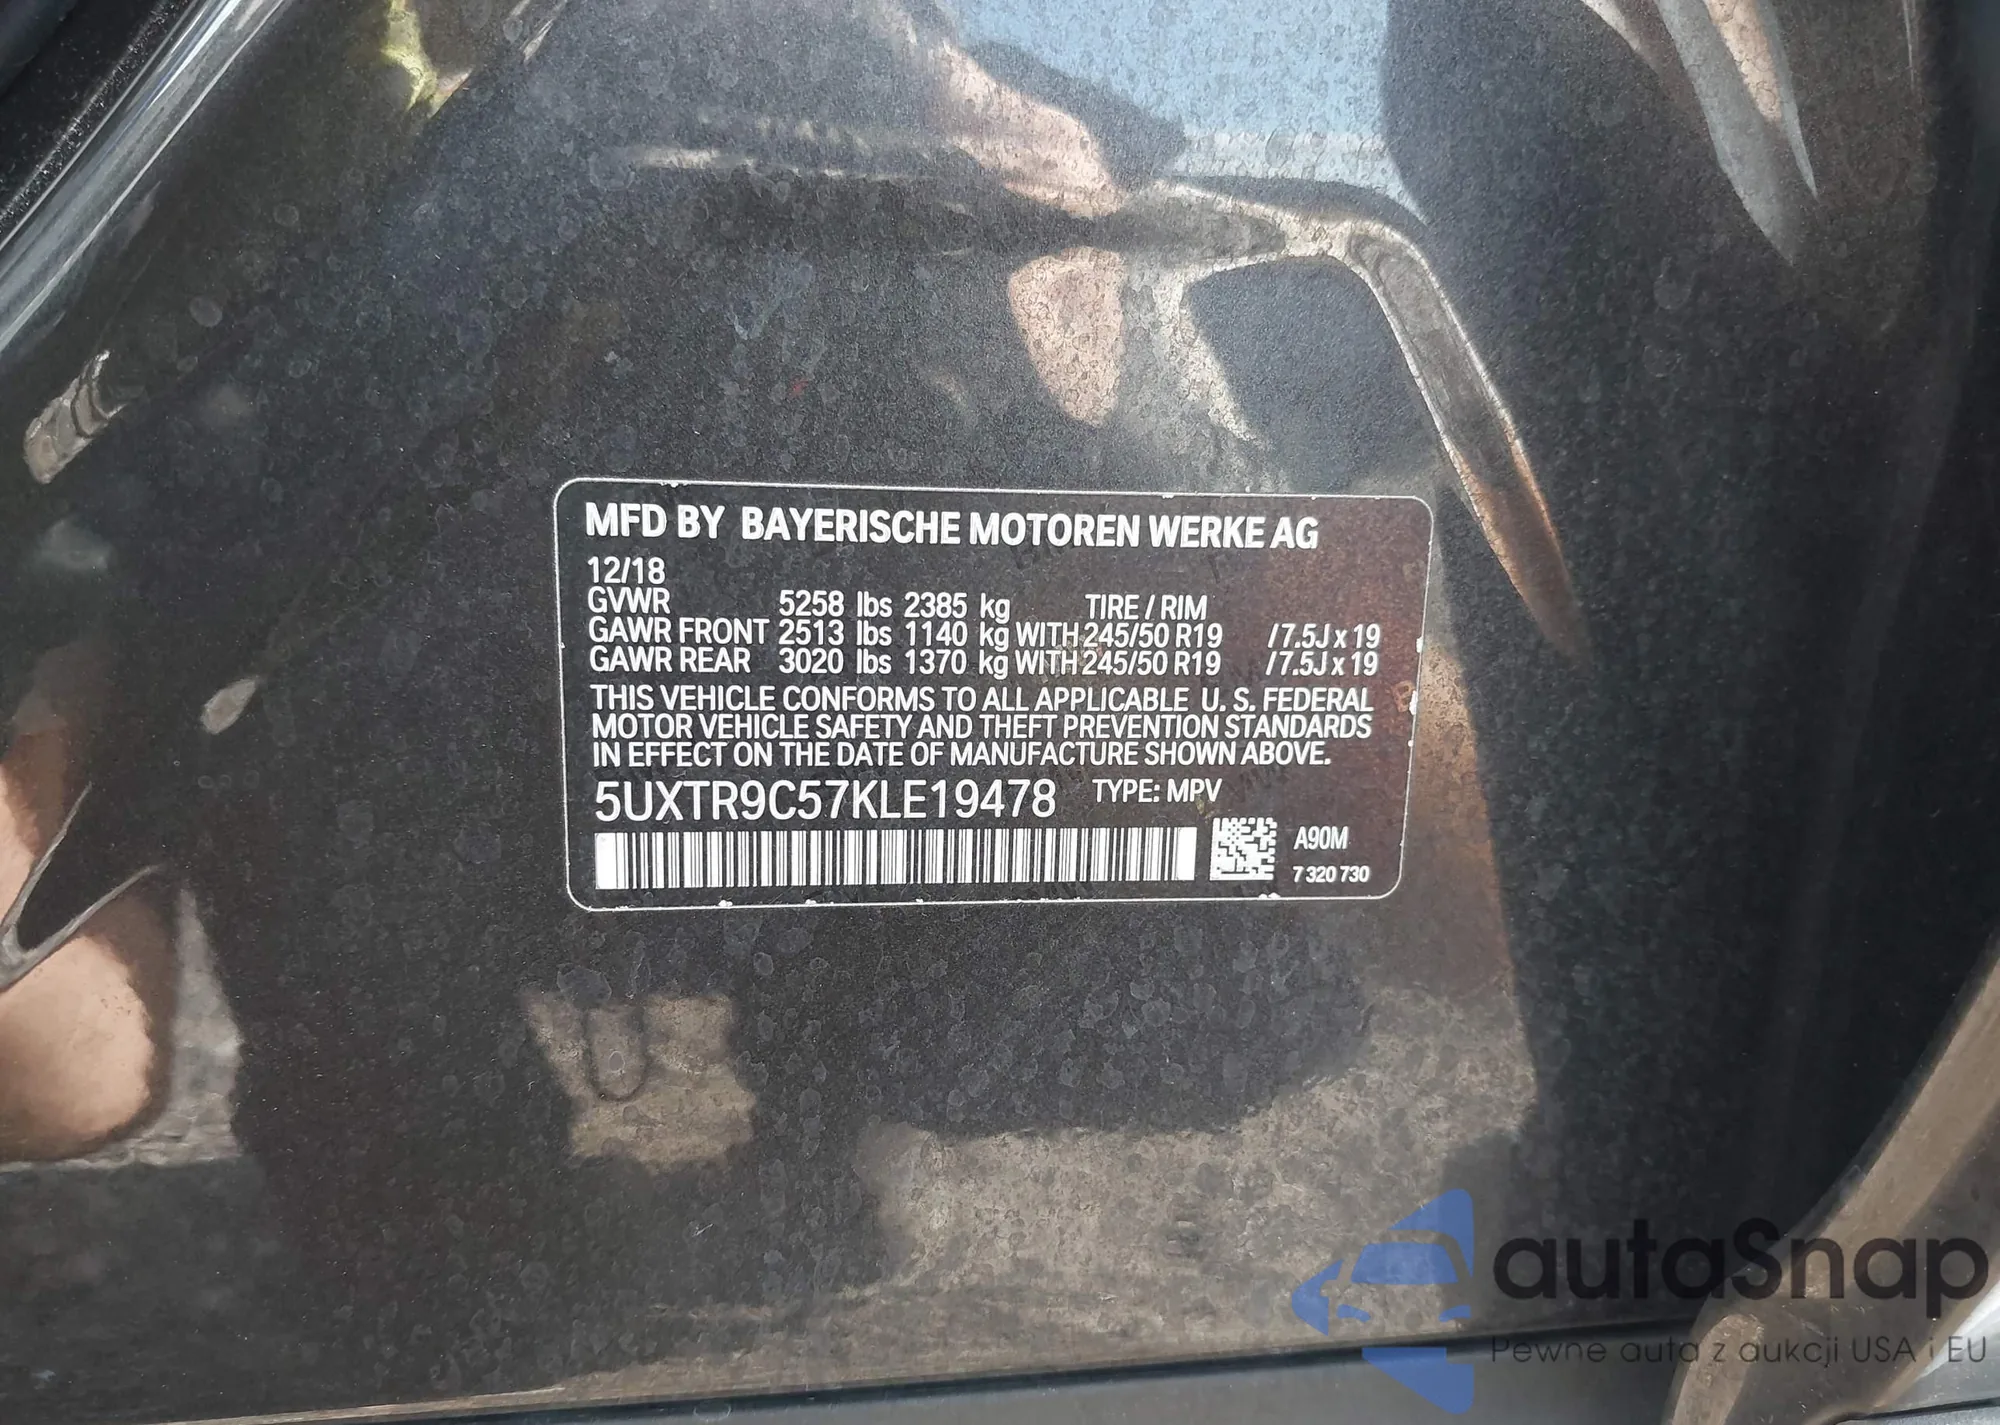 MFD BY BAYERISCHE MOTOREN WERKE AG
12/18
GVWR 5258 lbs 2385 kg TIRE / RIM
GAWR FRONT 2513 lbs 1140 kg WITH 245/50 R19 /7.5J x 19
GAWR REAR 3020 lbs 1370 kg WITH 245/50 R19 /7.5J x 19
THIS VEHICLE CONFORMS TO ALL APPLICABLE U. S. FEDERAL
MOTOR VEHICLE SAFETY AND THEFT PREVENTION STANDARDS
IN EFFECT ON THE DATE OF MANUFACTURE SHOWN ABOVE.
5UXTR9C57KLE19478 TYPE: MPV
A90M
7 320 730
autaSnap
Pewne auta z aukcji USA i EU